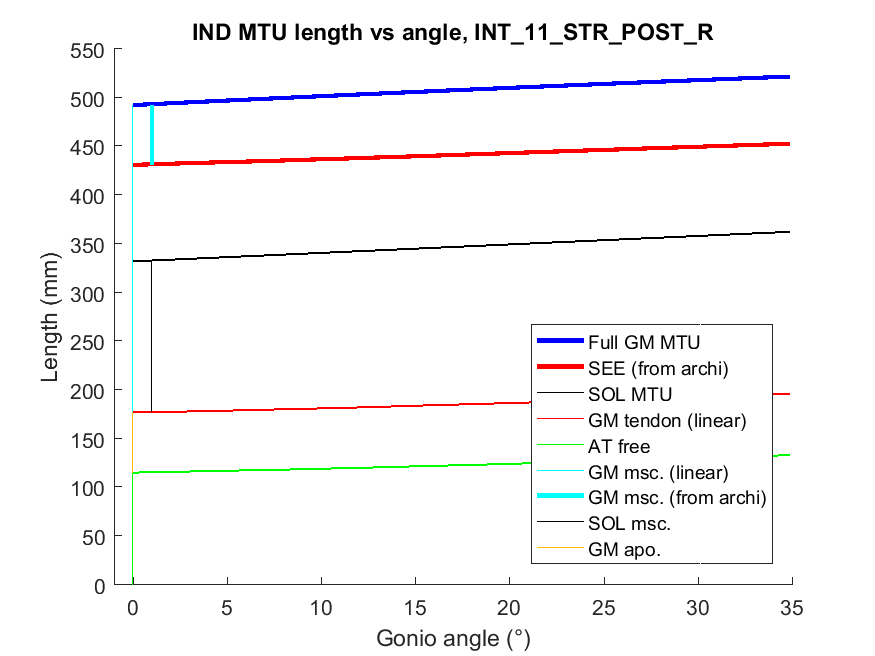 IND MTU length vs angle, INT_11_STR_POST_R
550
500
450
400
350
300
250
200
150
100
50
0
Length (mm)
Full GM MTU
SEE (from archi)
SOL MTU
GM tendon (linear)
AT free
GM msc. (linear)
GM msc. (from archi)
SOL msc.
GM apo.
0 5 10 15 20 25 30 35
Gonio angle (°)